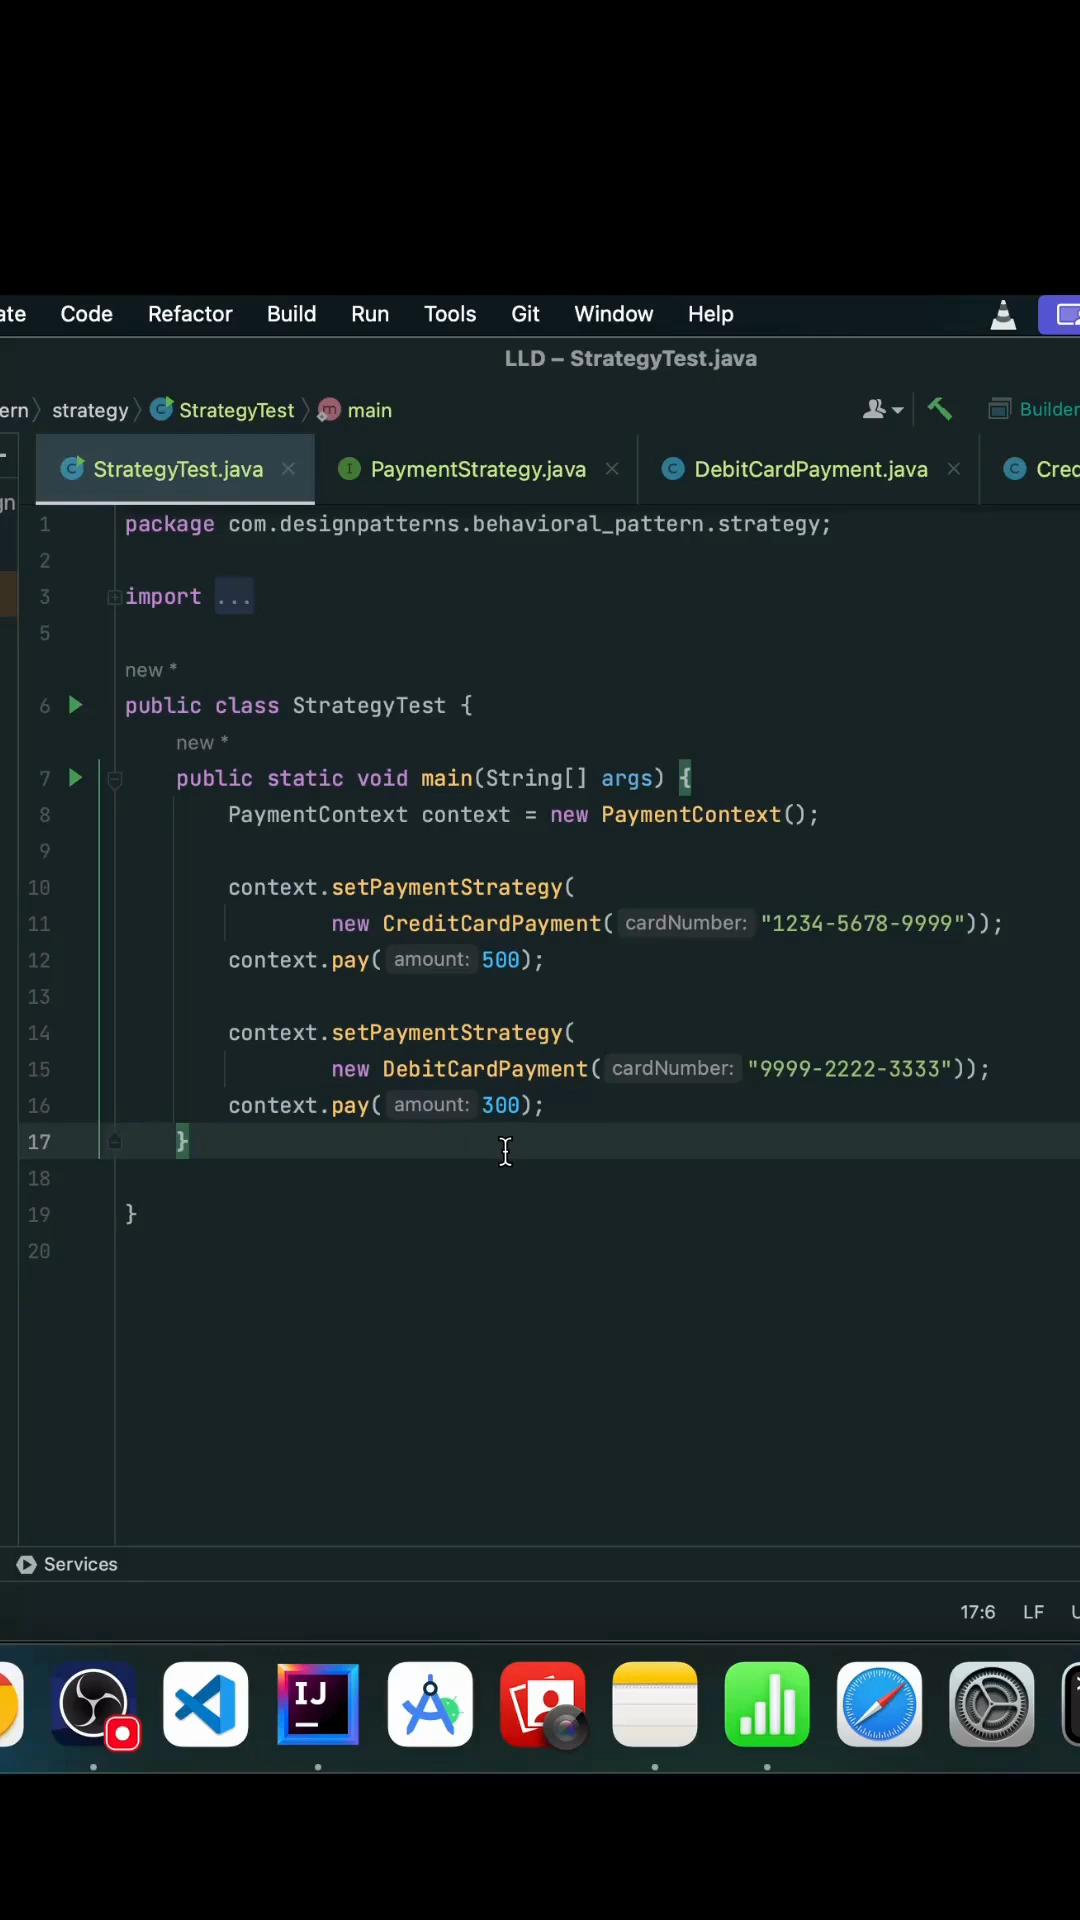 ate Code Refactor Build Run Tools Git Window Help
LLD – StrategyTest.java
ern strategy StrategyTest m main
Builder
StrategyTest.java PaymentStrategy.java DebitCardPayment.java Cred
gn
1 package com.designpatterns.behavioral_pattern.strategy;
2
3 import ...
5
new *
6 public class StrategyTest {
new *
7 public static void main(String[] args) {
8 PaymentContext context = new PaymentContext();
9
10 context.setPaymentStrategy(
11 new CreditCardPayment( cardNumber: "1234-5678-9999"));
12 context.pay( amount: 500);
13
14 context.setPaymentStrategy(
15 new DebitCardPayment( cardNumber: "9999-2222-3333"));
16 context.pay( amount: 300);
17 }
18
19 }
20
Services
17:6 LF U
IJ